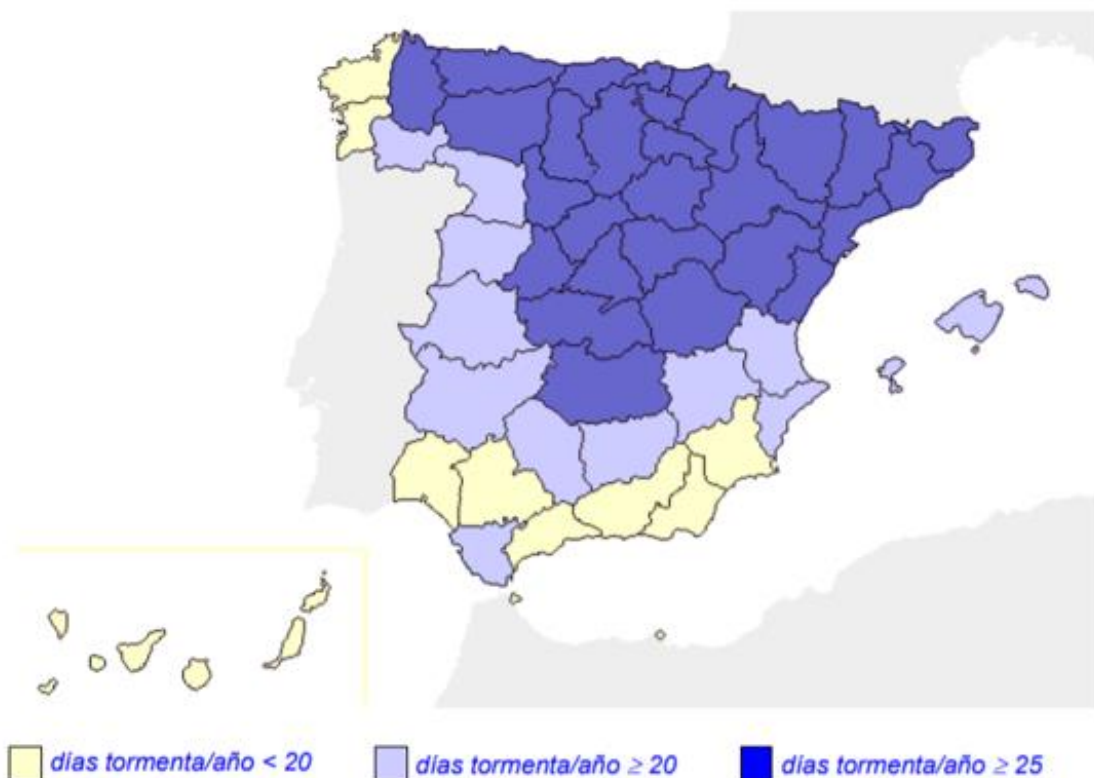 días tormenta/año < 20
días tormenta/año ≥ 20
días tormenta/año ≥ 25